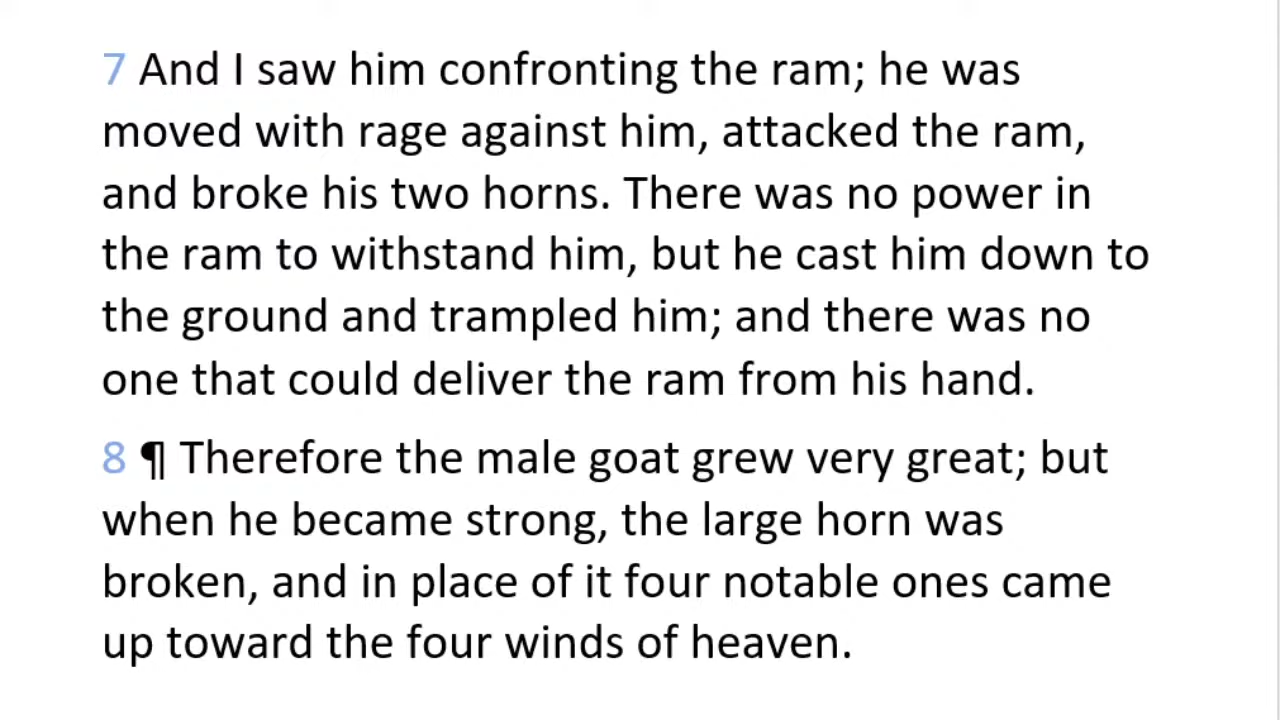 7 And I saw him confronting the ram; he was
moved with rage against him, attacked the ram,
and broke his two horns. There was no power in
the ram to withstand him, but he cast him down to
the ground and trampled him; and there was no
one that could deliver the ram from his hand.
8 ¶ Therefore the male goat grew very great; but
when he became strong, the large horn was
broken, and in place of it four notable ones came
up toward the four winds of heaven.